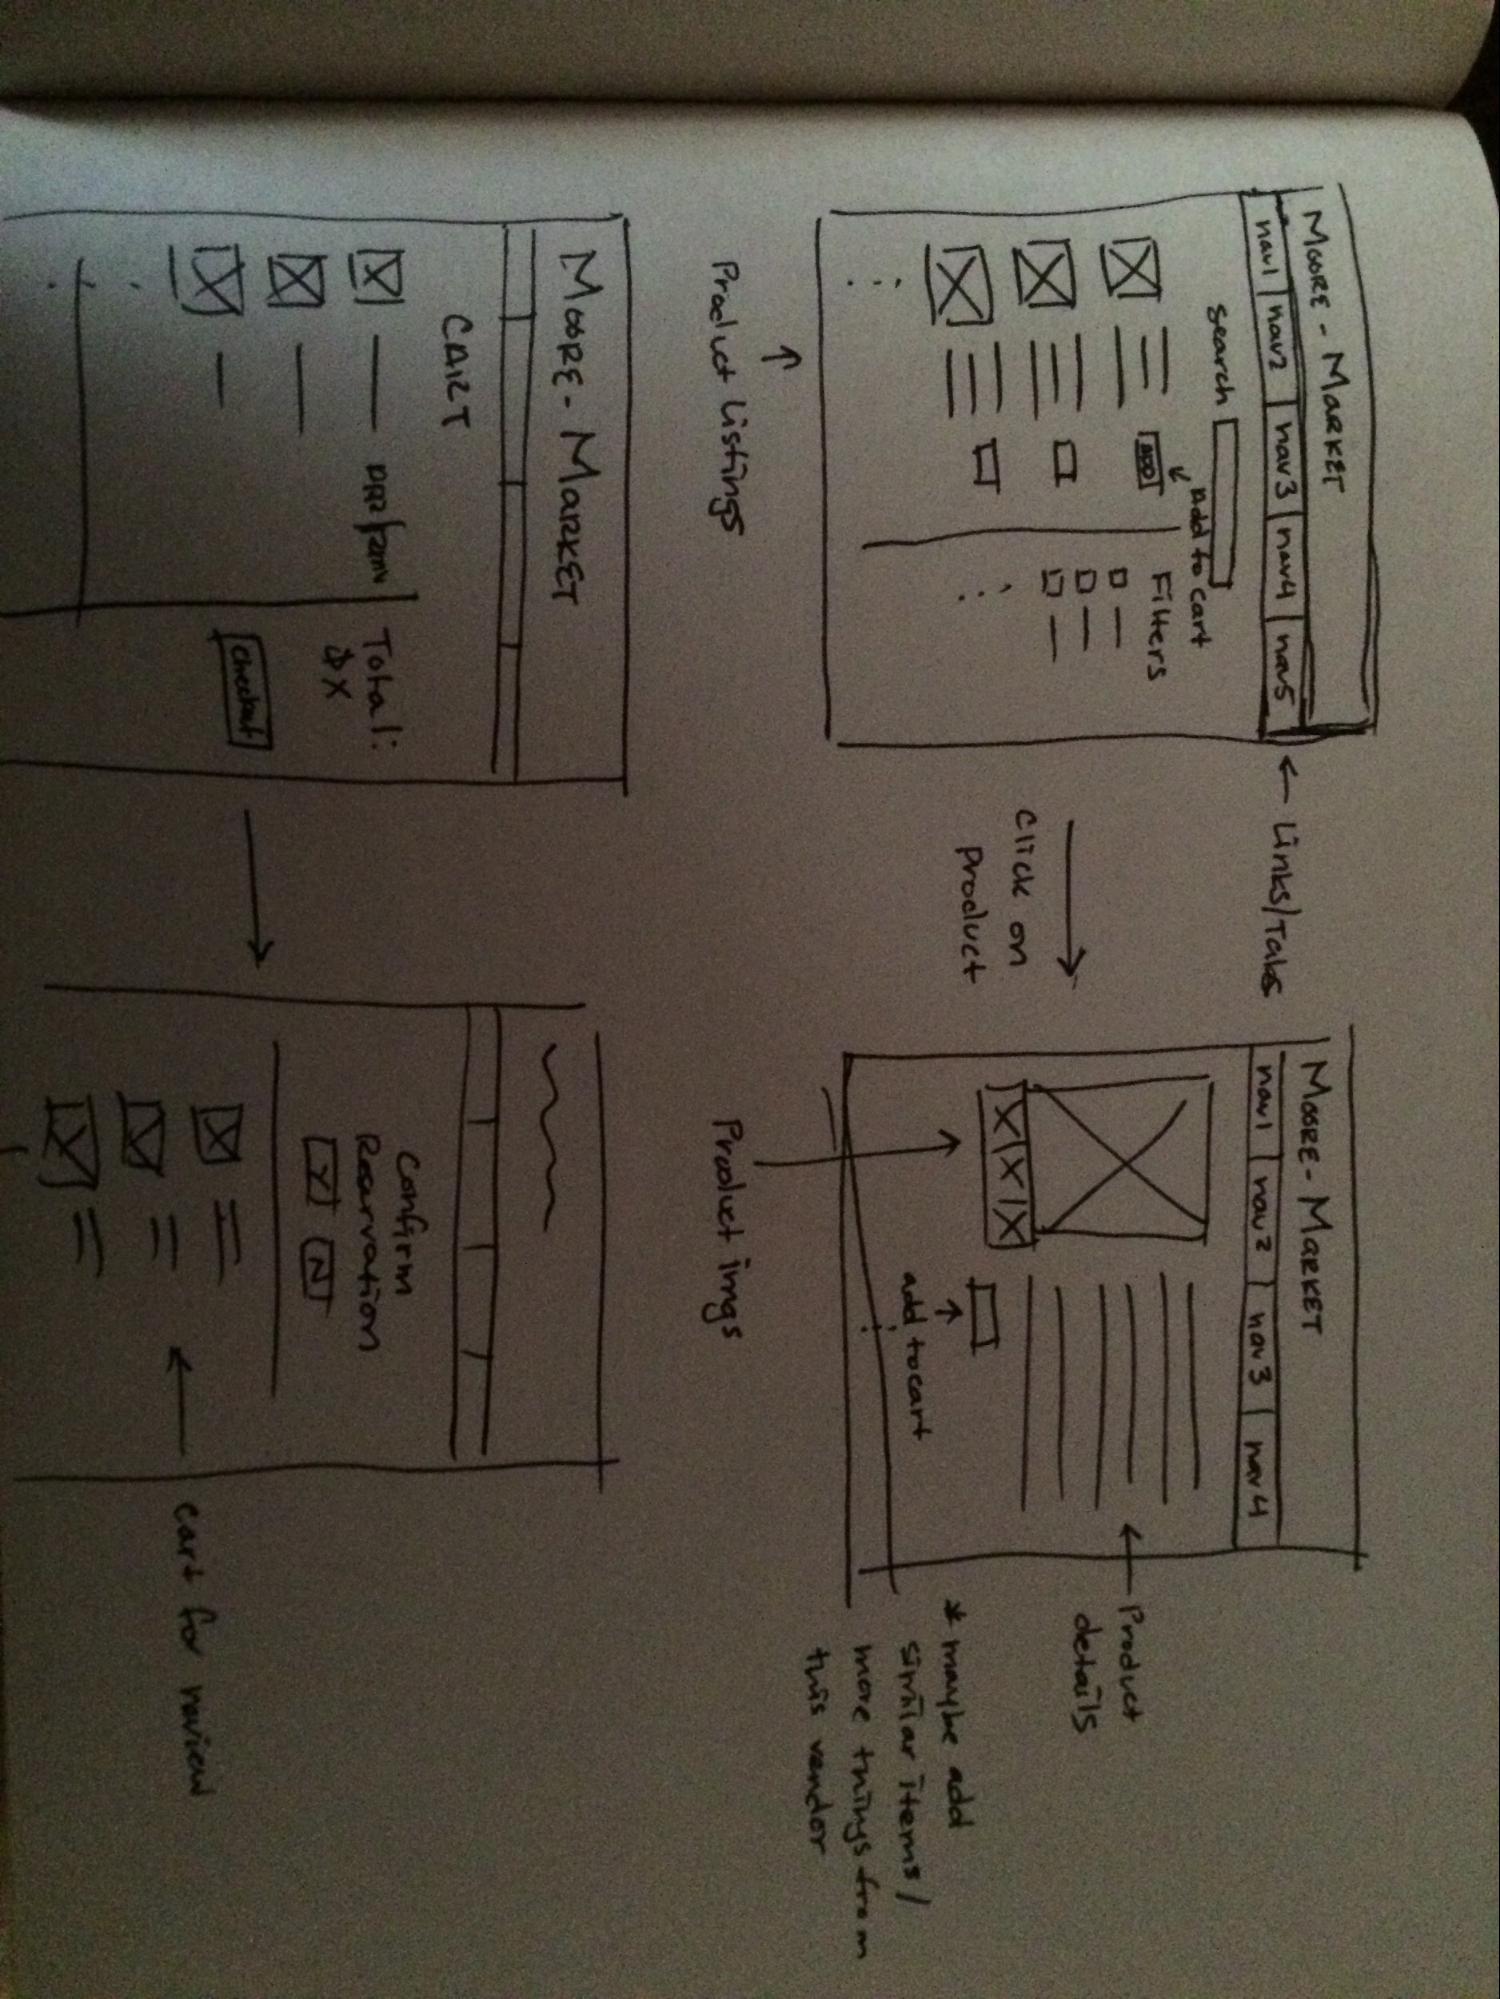 MOORE-MARKET
nav1 nav2 nav3 nav4 nav5
← Links/Tabs
search
add to cart
ADD
Filters
Product Listings
click on
Product
MOORE-MARKET
nav1 nav2 nav3 nav4
Product
details
add to cart
Product imgs
* maybe add
similar items/
more things from
this vendor
MOORE-MARKET
CART
Total:
$X
Checkout
Confirm
Reservation
Y N
cart for review